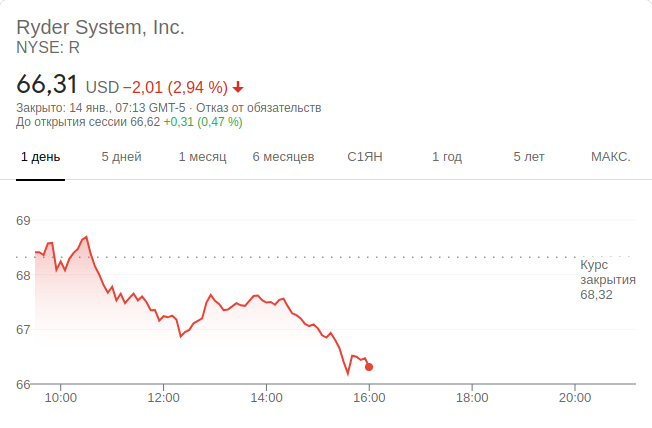 Ryder System, Inc.
NYSE: R
66,31 USD −2,01 (2,94 %)
Закрыто: 14 янв., 07:13 GMT-5 · Отказ от обязательств
До открытия сессии 66,62 +0,31 (0,47 %)
1 день 5 дней 1 месяц 6 месяцев С1ЯН 1 год 5 лет МАКС.
69
Курс
закрытия
68,32
68
67
66
10:00 12:00 14:00 16:00 18:00 20:00